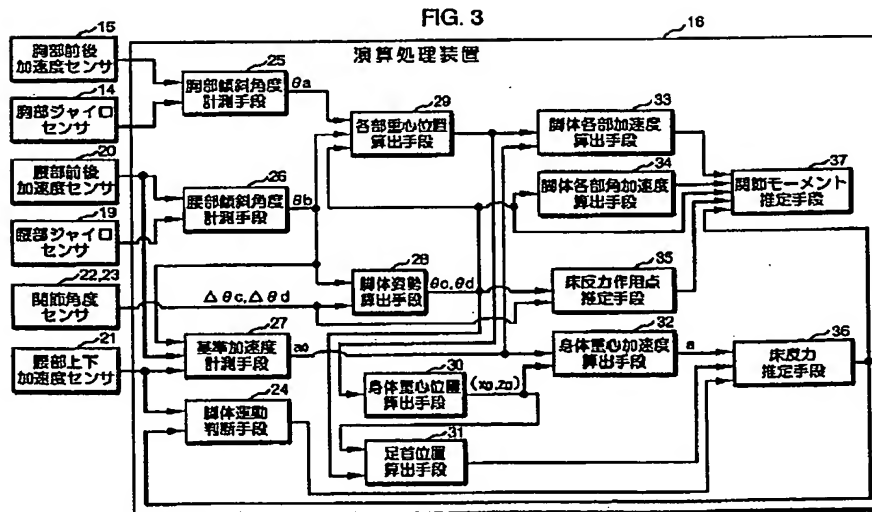 FIG. 3
16
演算処理装置
15
胸部前後
加速度センサ
14
胸部ジャイロ
センサ
20
腰部前後
加速度センサ
19
腰部ジャイロ
センサ
22,23
関節角度
センサ
21
腰部上下
加速度センサ
25
胸部傾斜角度
計測手段
θa
26
腰部傾斜角度
計測手段
θb
△θc,△θd
27
基準加速度
計測手段
a0
24
脚体運動
判断手段
29
各部重心位置
算出手段
28
脚体姿勢
算出手段
θc,θd
30
身体重心位置
算出手段
(x0,z0)
31
足首位置
算出手段
33
脚体各部加速度
算出手段
34
脚体各部角加速度
算出手段
35
床反力作用点
推定手段
32
身体重心加速度
算出手段
a
37
関節モーメント
推定手段
36
床反力
推定手段